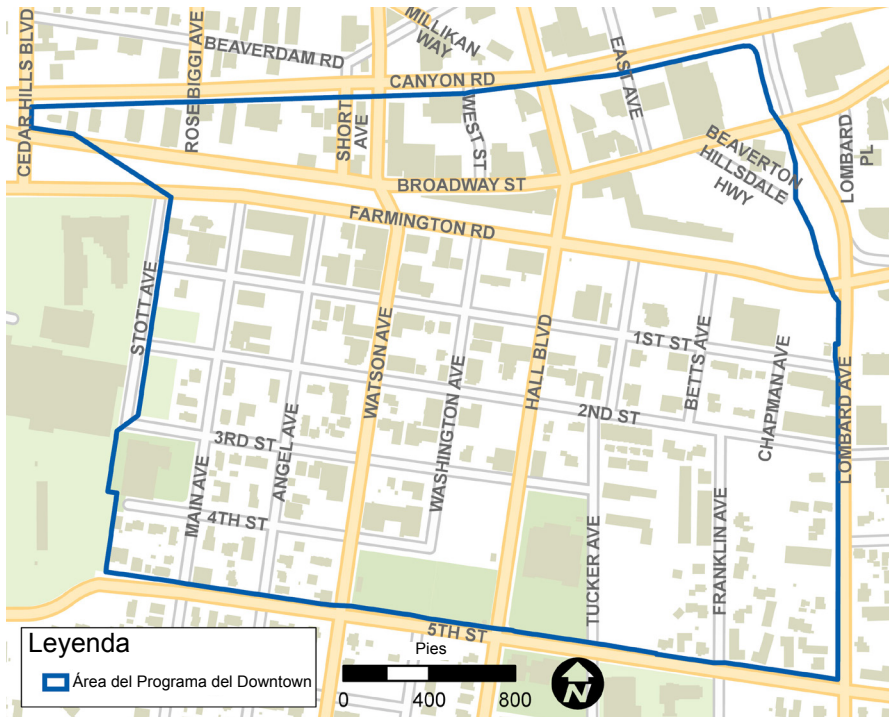 MILLIKAN
WAY
BEAVERDAM RD
EAST AVE
CEDAR HILLS BLVD
ROSE BIGGI AVE
CANYON RD
SHORT
AVE
WEST ST
BEAVERTON
HILLSDALE
HWY
LOMBARD
PL
BROADWAY ST
FARMINGTON RD
STOTT AVE
WATSON AVE
HALL BLVD
1ST ST
BETTS AVE
CHAPMAN AVE
WASHINGTON AVE
2ND ST
LOMBARD AVE
3RD ST
ANGEL AVE
MAIN AVE
4TH ST
TUCKER AVE
FRANKLIN AVE
5TH ST
Leyenda
Área del Programa del Downtown
Pies
0 400 800
N